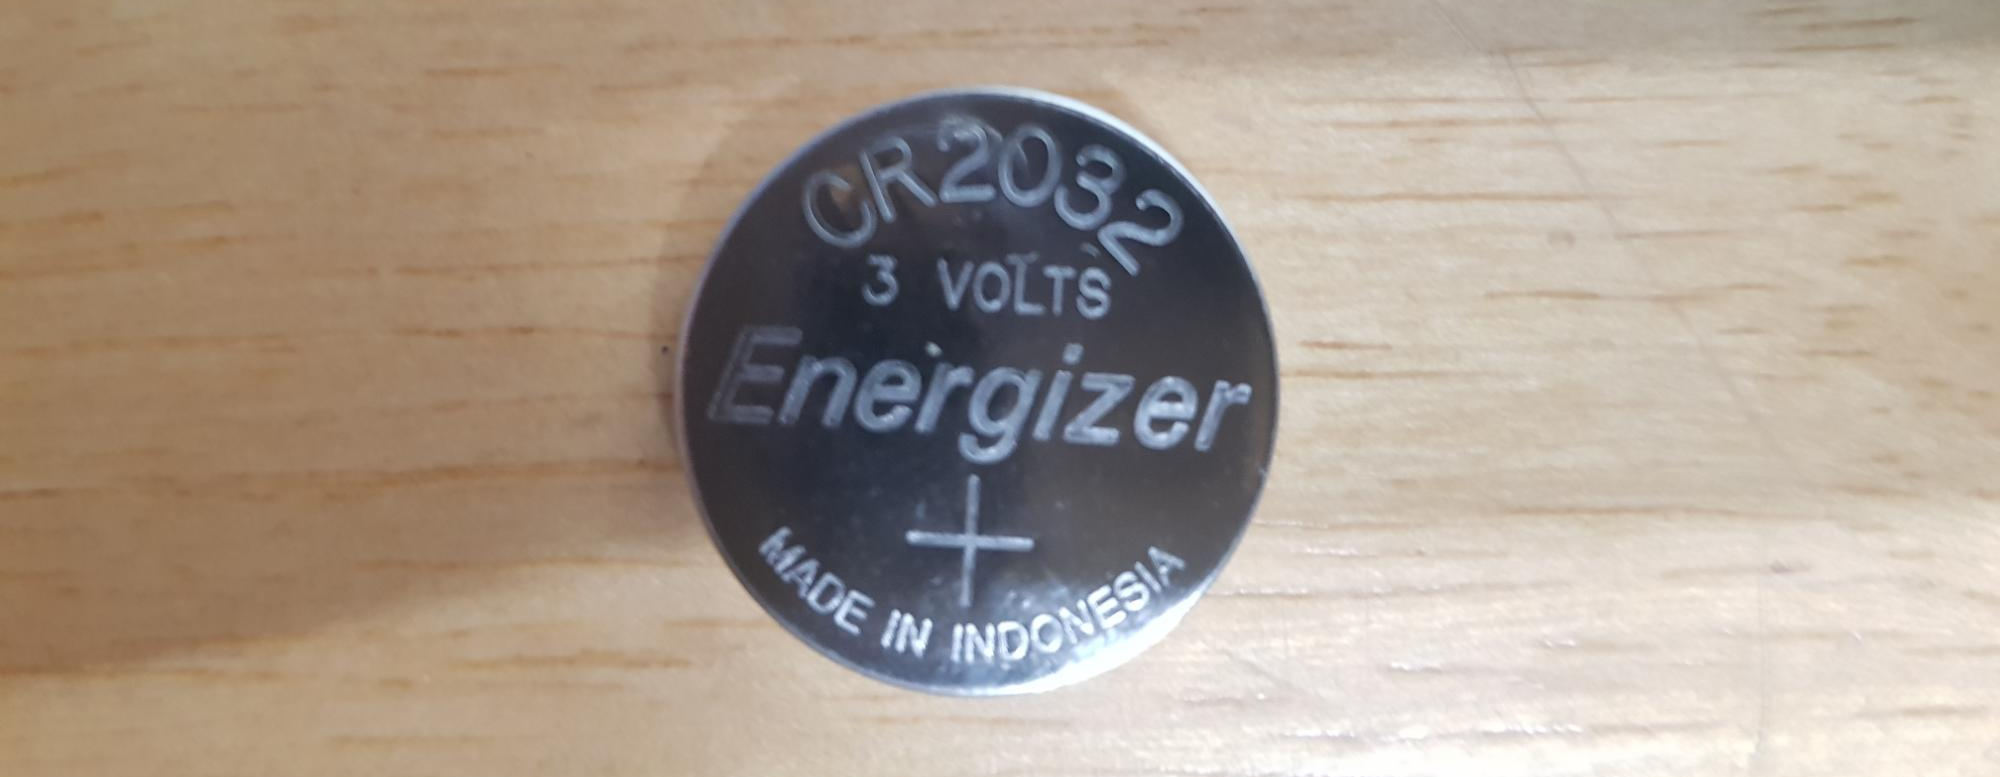 CR2032
3 VOLTS
Energizer
+
MADE IN INDONESIA